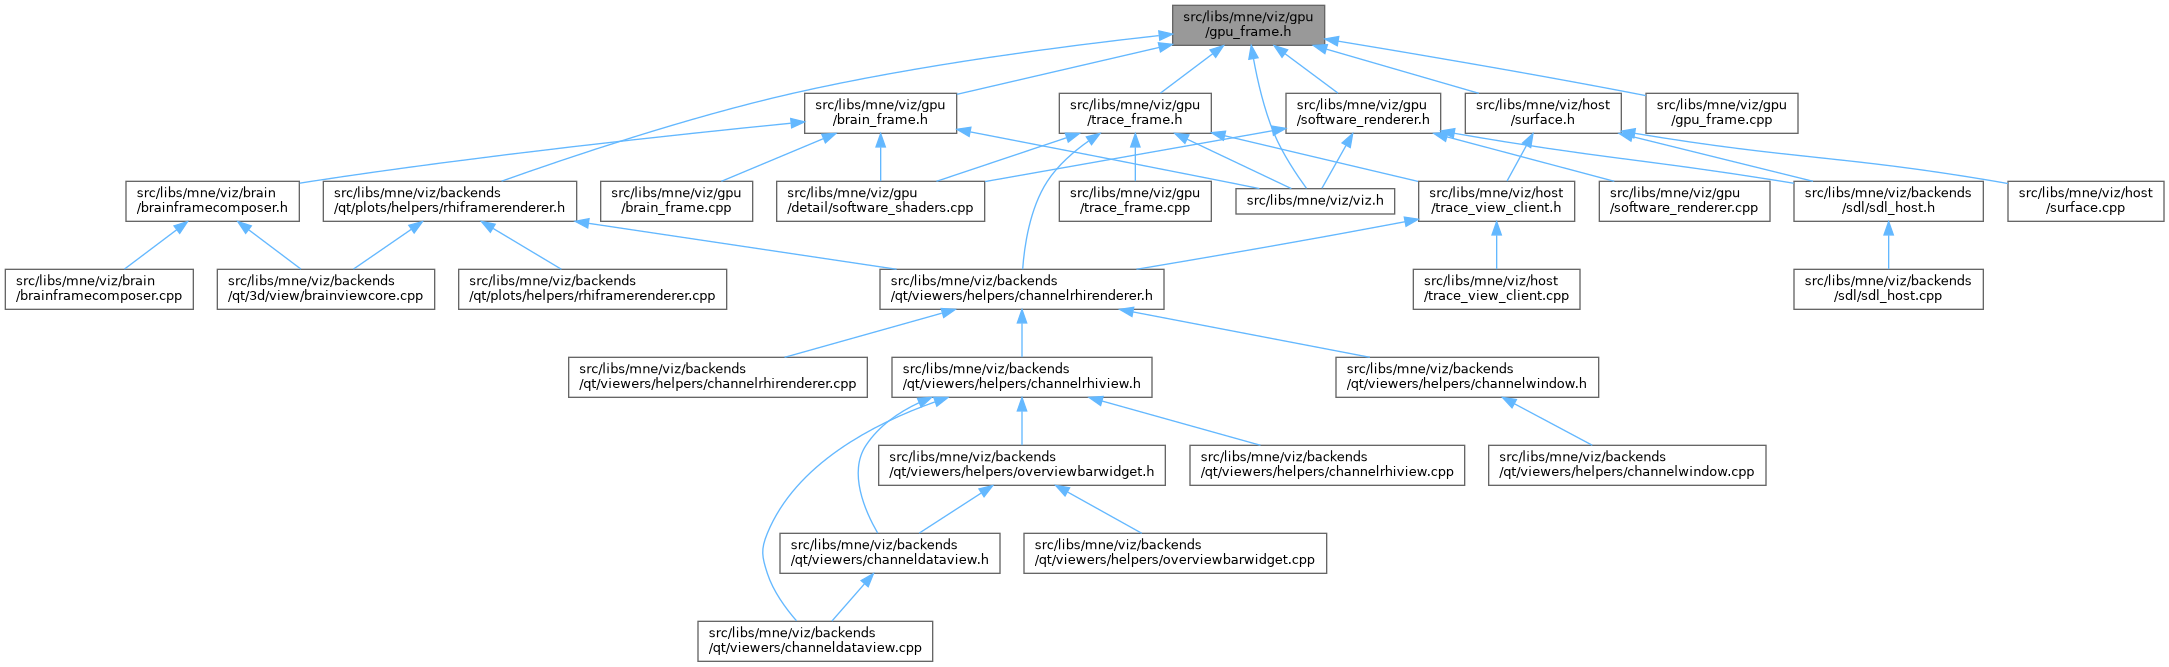 src/libs/mne/viz/gpu
/gpu_frame.h
src/libs/mne/viz/gpu
/brain_frame.h
src/libs/mne/viz/gpu
/trace_frame.h
src/libs/mne/viz/gpu
/software_renderer.h
src/libs/mne/viz/host
/surface.h
src/libs/mne/viz/gpu
/gpu_frame.cpp
src/libs/mne/viz/brain
/brainframecomposer.h
src/libs/mne/viz/backends
/qt/plots/helpers/rhiframerenderer.h
src/libs/mne/viz/gpu
/brain_frame.cpp
src/libs/mne/viz/gpu
/detail/software_shaders.cpp
src/libs/mne/viz/gpu
/trace_frame.cpp
src/libs/mne/viz/viz.h
src/libs/mne/viz/host
/trace_view_client.h
src/libs/mne/viz/gpu
/software_renderer.cpp
src/libs/mne/viz/backends
/sdl/sdl_host.h
src/libs/mne/viz/host
/surface.cpp
src/libs/mne/viz/brain
/brainframecomposer.cpp
src/libs/mne/viz/backends
/qt/3d/view/brainviewcore.cpp
src/libs/mne/viz/backends
/qt/plots/helpers/rhiframerenderer.cpp
src/libs/mne/viz/backends
/qt/viewers/helpers/channelrhirenderer.h
src/libs/mne/viz/host
/trace_view_client.cpp
src/libs/mne/viz/backends
/sdl/sdl_host.cpp
src/libs/mne/viz/backends
/qt/viewers/helpers/channelrhirenderer.cpp
src/libs/mne/viz/backends
/qt/viewers/helpers/channelrhiview.h
src/libs/mne/viz/backends
/qt/viewers/helpers/channelwindow.h
src/libs/mne/viz/backends
/qt/viewers/helpers/overviewbarwidget.h
src/libs/mne/viz/backends
/qt/viewers/helpers/channelrhiview.cpp
src/libs/mne/viz/backends
/qt/viewers/helpers/channelwindow.cpp
src/libs/mne/viz/backends
/qt/viewers/channeldataview.h
src/libs/mne/viz/backends
/qt/viewers/helpers/overviewbarwidget.cpp
src/libs/mne/viz/backends
/qt/viewers/channeldataview.cpp